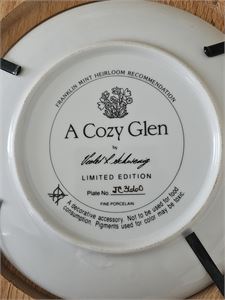 FRANKLIN MINT HEIRLOOM RECOMMENDATION
A Cozy Glen
by
LIMITED EDITION
Plate No.
FINE PORCELAIN
A decorative accessory. Not to be used for food
consumption. Pigments used for color may be toxic.